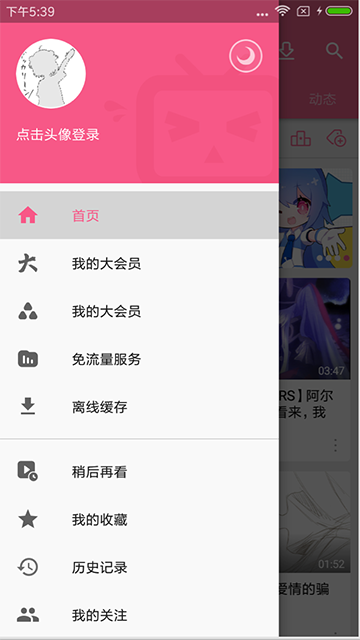 下午5:39
点击头像登录
首页
我的大会员
我的大会员
免流量服务
离线缓存
稍后再看
我的收藏
历史记录
我的关注
动态
03:47
RS】阿尔
看来，我
01:52
爱情的骗